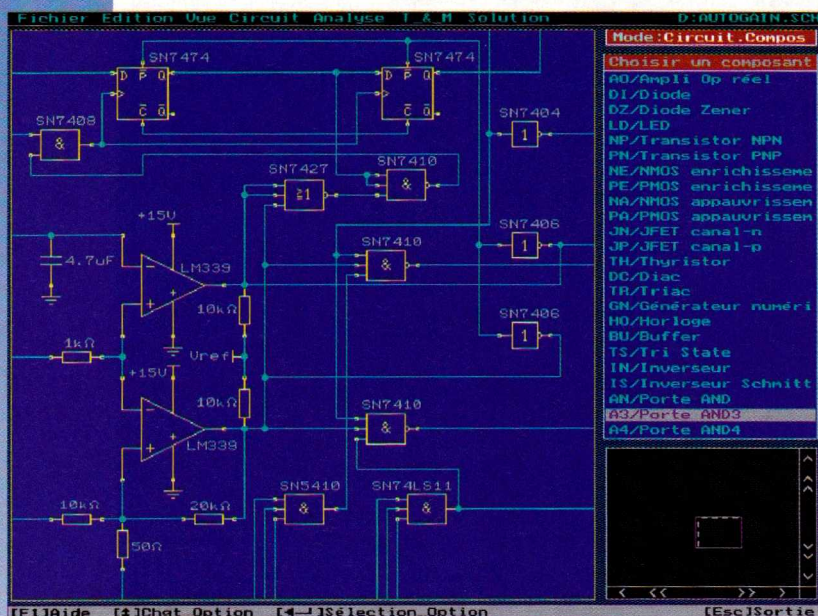 Fichier Edition Vue Circuit Analyse T_&_M Solution D:AUTOGAIN.SCH
Mode:Circuit.Compos
SN7474 SN7474
D P Q D P Q
C Q C Q
SN7408
&
SN7404
1
SN7427
≥1
SN7410
&
+15V
4.7uF
LM339
-
+
10kΩ
SN7410
&
SN7406
1
1kΩ
Vref
SN7406
1
+15V
10kΩ
-
+
LM339
SN7410
&
10kΩ
20kΩ
50Ω
SN5410
&
SN74LS11
&
Choisir un composant
AO/Ampli Op réel
DI/Diode
DZ/Diode Zener
LD/LED
NP/Transistor NPN
PN/Transistor PNP
NE/NMOS enrichisseme
PE/PMOS enrichisseme
NA/NMOS appauvrissem
PA/PMOS appauvrissem
JN/JFET canal-n
JP/JFET canal-p
TH/Thyristor
DC/Diac
TR/Triac
GN/Générateur numéri
HO/Horloge
BU/Buffer
TS/Tri State
IN/Inverseur
IS/Inverseur Schmitt
AN/Porte AND
A3/Porte AND3
A4/Porte AND4
< << >> >
[F1]Aide [↕]Chgt Option [◄─┘]Sélection Option [Esc]Sortie